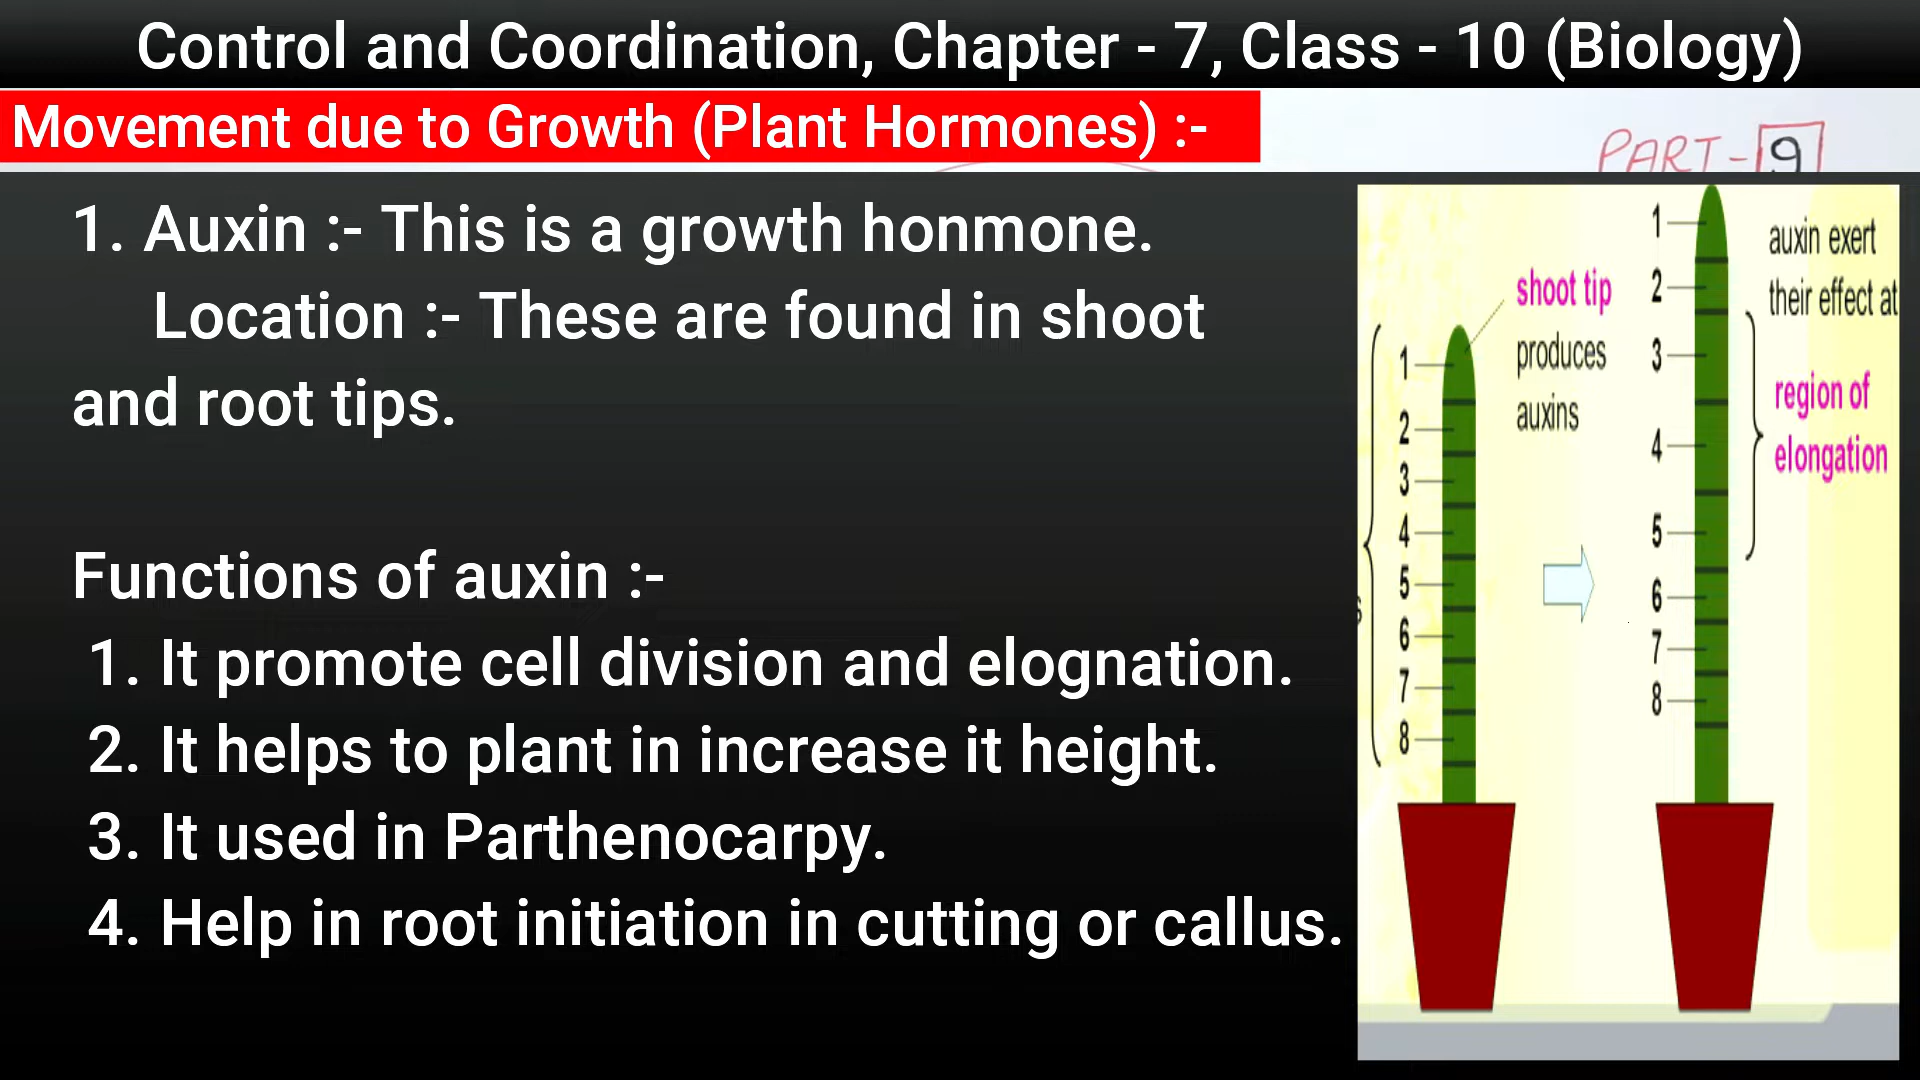 Control and Coordination, Chapter - 7, Class - 10 (Biology)
Movement due to Growth (Plant Hormones) :-
PART-9
1. Auxin :- This is a growth honmone.
Location :- These are found in shoot
and root tips.
Functions of auxin :-
1. It promote cell division and elognation.
2. It helps to plant in increase it height.
3. It used in Parthenocarpy.
4. Help in root initiation in cutting or callus.
shoot tip
produces
auxins
1
2
3
4
5
6
7
8
auxin exert
their effect at
region of
elongation
1
2
3
4
5
6
7
8